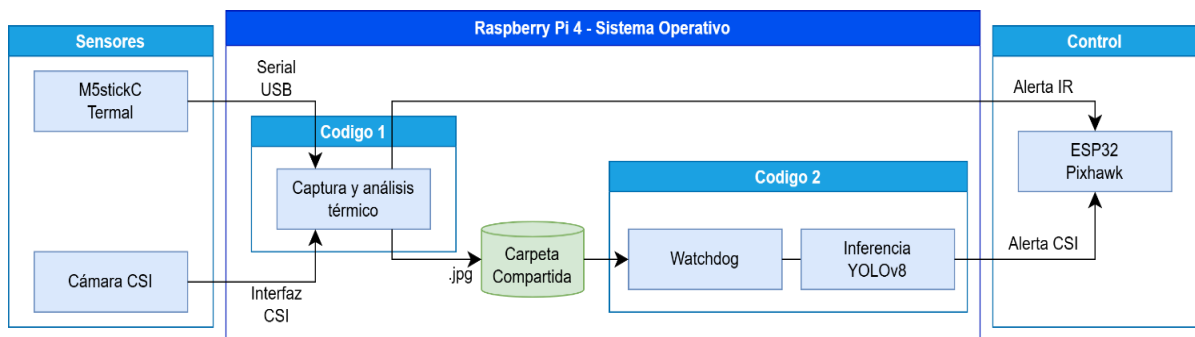 Raspberry Pi 4 - Sistema Operativo
Sensores
Control
M5stickC
Termal
Serial
USB
Alerta IR
Codigo 1
ESP32
Pixhawk
Captura y análisis
térmico
Codigo 2
Carpeta
Compartida
Watchdog
Inferencia
YOLOv8
Alerta CSI
.jpg
Cámara CSI
Interfaz
CSI